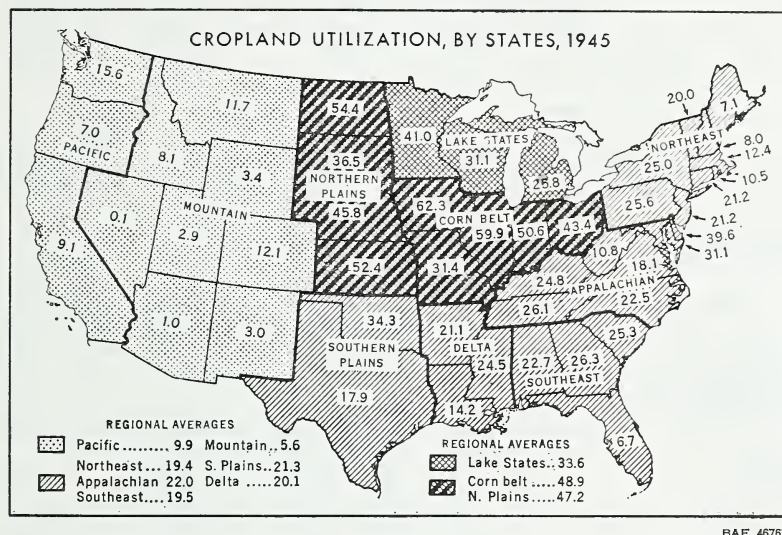 CROPLAND UTILIZATION, BY STATES, 1945
15.6
11.7
54.4
41.0
20.0
7.1
7.0
PACIFIC
8.1
3.4
36.5
NORTHERN
PLAINS
45.8
LAKE STATES
31.1
25.8
NORTHEAST
25.0
8.0
12.4
10.5
25.6
21.2
21.2
39.6
31.1
9.1
0.1
MOUNTAIN
2.9
12.1
52.4
62.3
CORN BELT
59.9
50.6
43.4
31.4
10.8
24.8
18.1
APPALACHIAN
26.1
22.5
1.0
3.0
34.3
SOUTHERN
PLAINS
17.9
21.1
DELTA
24.5
14.2
22.7
26.3
25.3
SOUTHEAST
6.7
REGIONAL AVERAGES
Pacific......... 9.9 Mountain.. 5.6
Northeast... 19.4 S. Plains..21.3
Appalachian 22.0 Delta .....20.1
Southeast....19.5
REGIONAL AVERAGES
Lake States..33.6
Corn belt .....48.9
N. Plains.....47.2